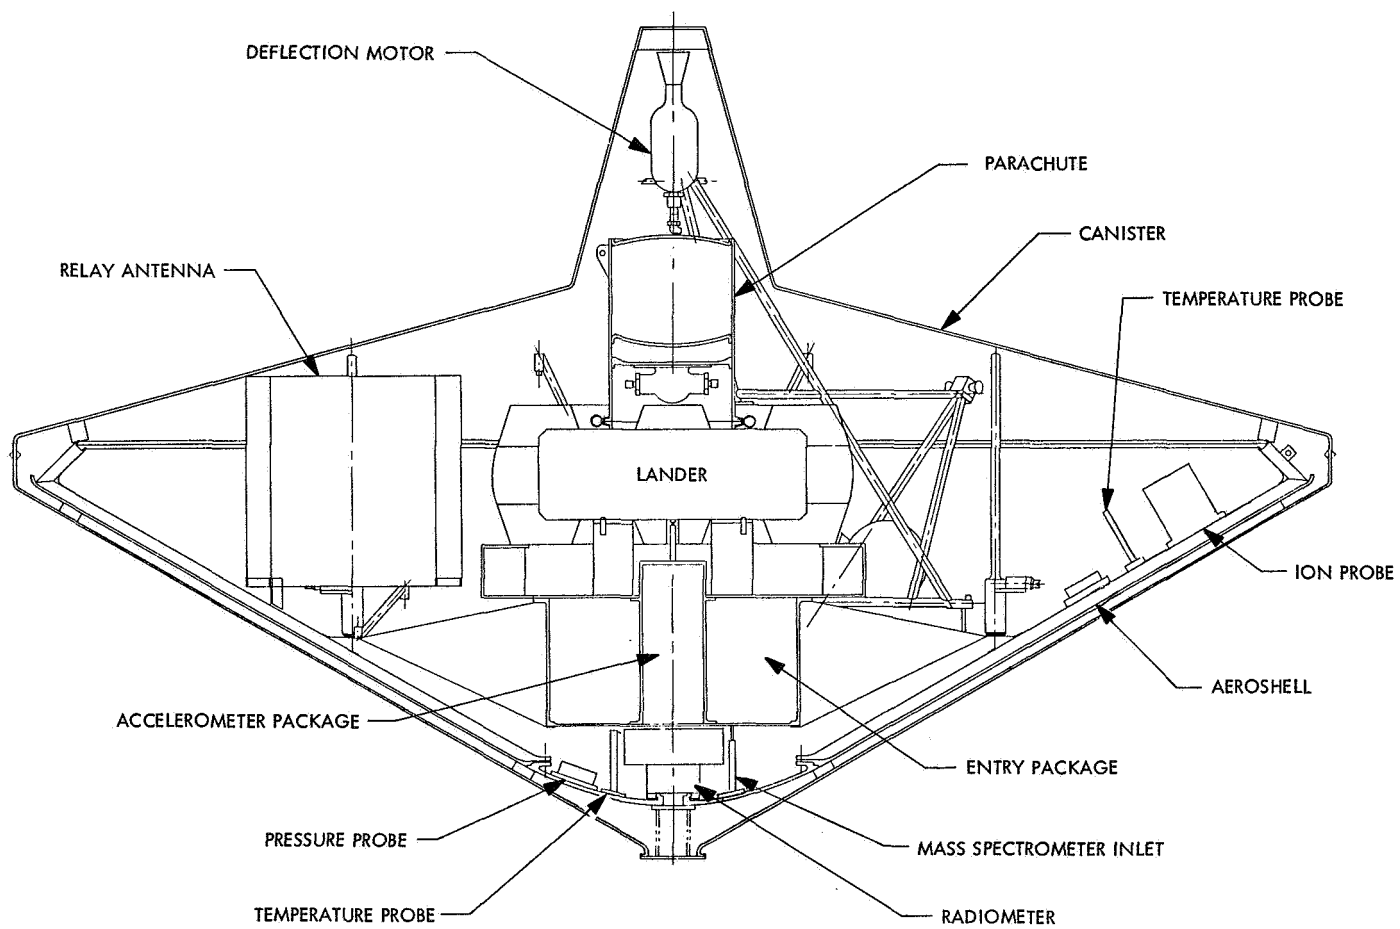 DEFLECTION MOTOR
PARACHUTE
CANISTER
RELAY ANTENNA
TEMPERATURE PROBE
LANDER
ION PROBE
AEROSHELL
ACCELEROMETER PACKAGE
ENTRY PACKAGE
PRESSURE PROBE
MASS SPECTROMETER INLET
TEMPERATURE PROBE
RADIOMETER